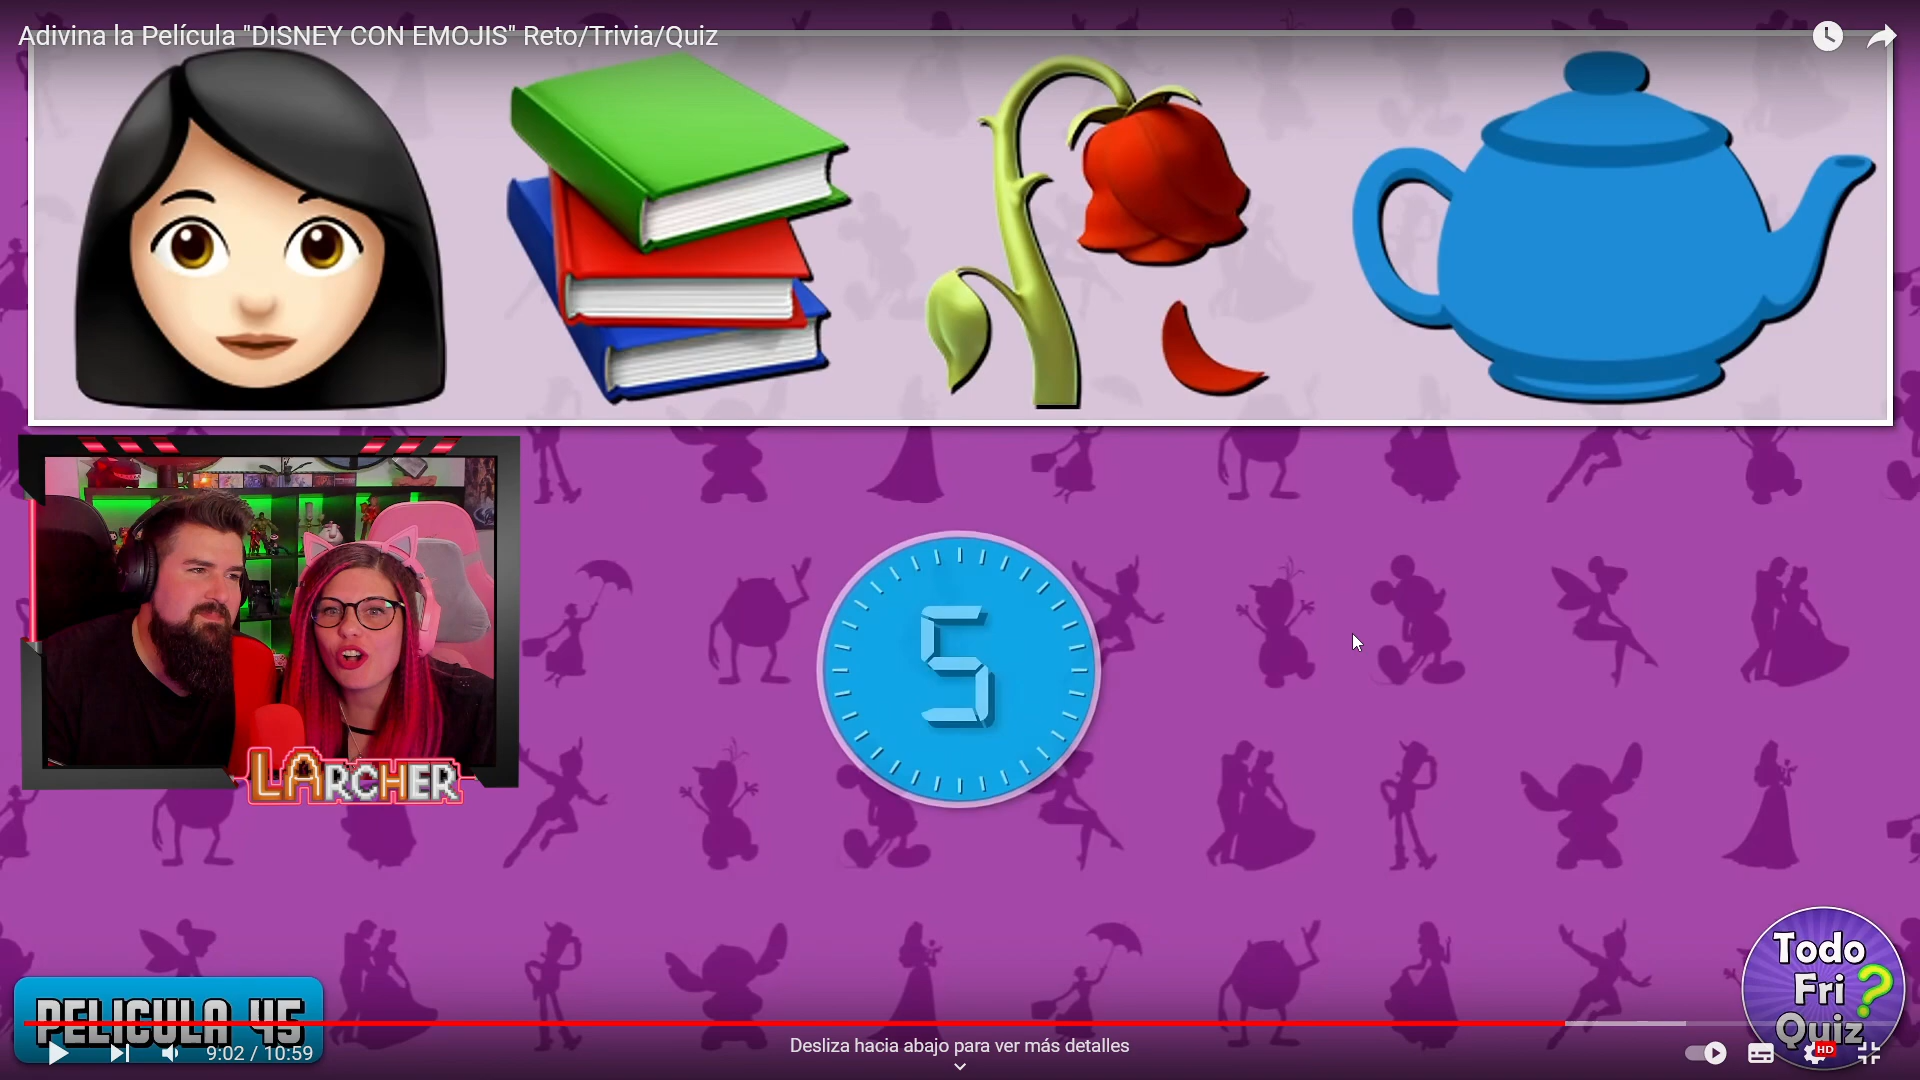 Adivina la Película "DISNEY CON EMOJIS" Reto/Trivia/Quiz
LARCHER
5
Todo
Fri
Quiz
?
PELICULA 45
9:02 / 10:59
Desliza hacia abajo para ver más detalles
HD